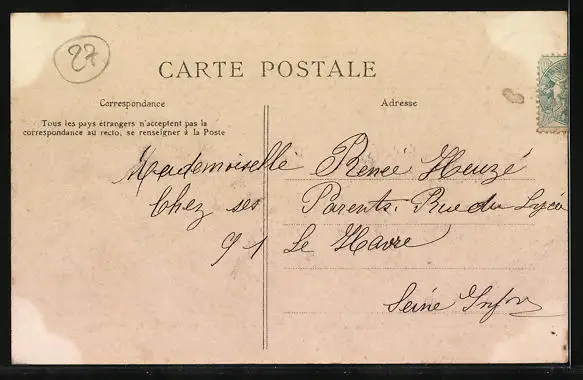 27
CARTE POSTALE
Correspondance
Adresse
Tous les pays étrangers n'acceptent pas la
correspondance au recto, se renseigner à la Poste
Mademoiselle Renée Heuzé
Chez ses Parents. Rue du Lycée
91 Le Havre
Seine Infre